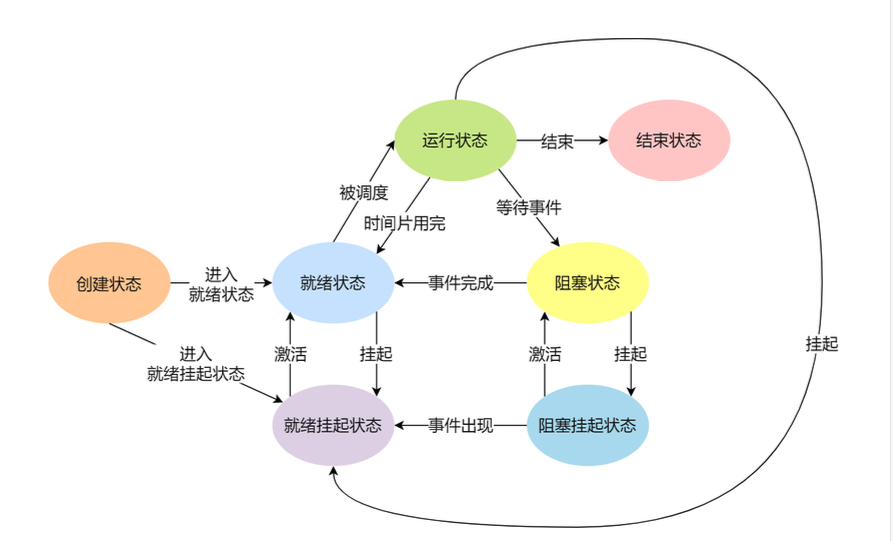 运行状态
结束
结束状态
被调度
时间片用完
等待事件
创建状态
进入
就绪状态
就绪状态
事件完成
阻塞状态
进入
就绪挂起状态
激活
挂起
激活
挂起
挂起
就绪挂起状态
事件出现
阻塞挂起状态